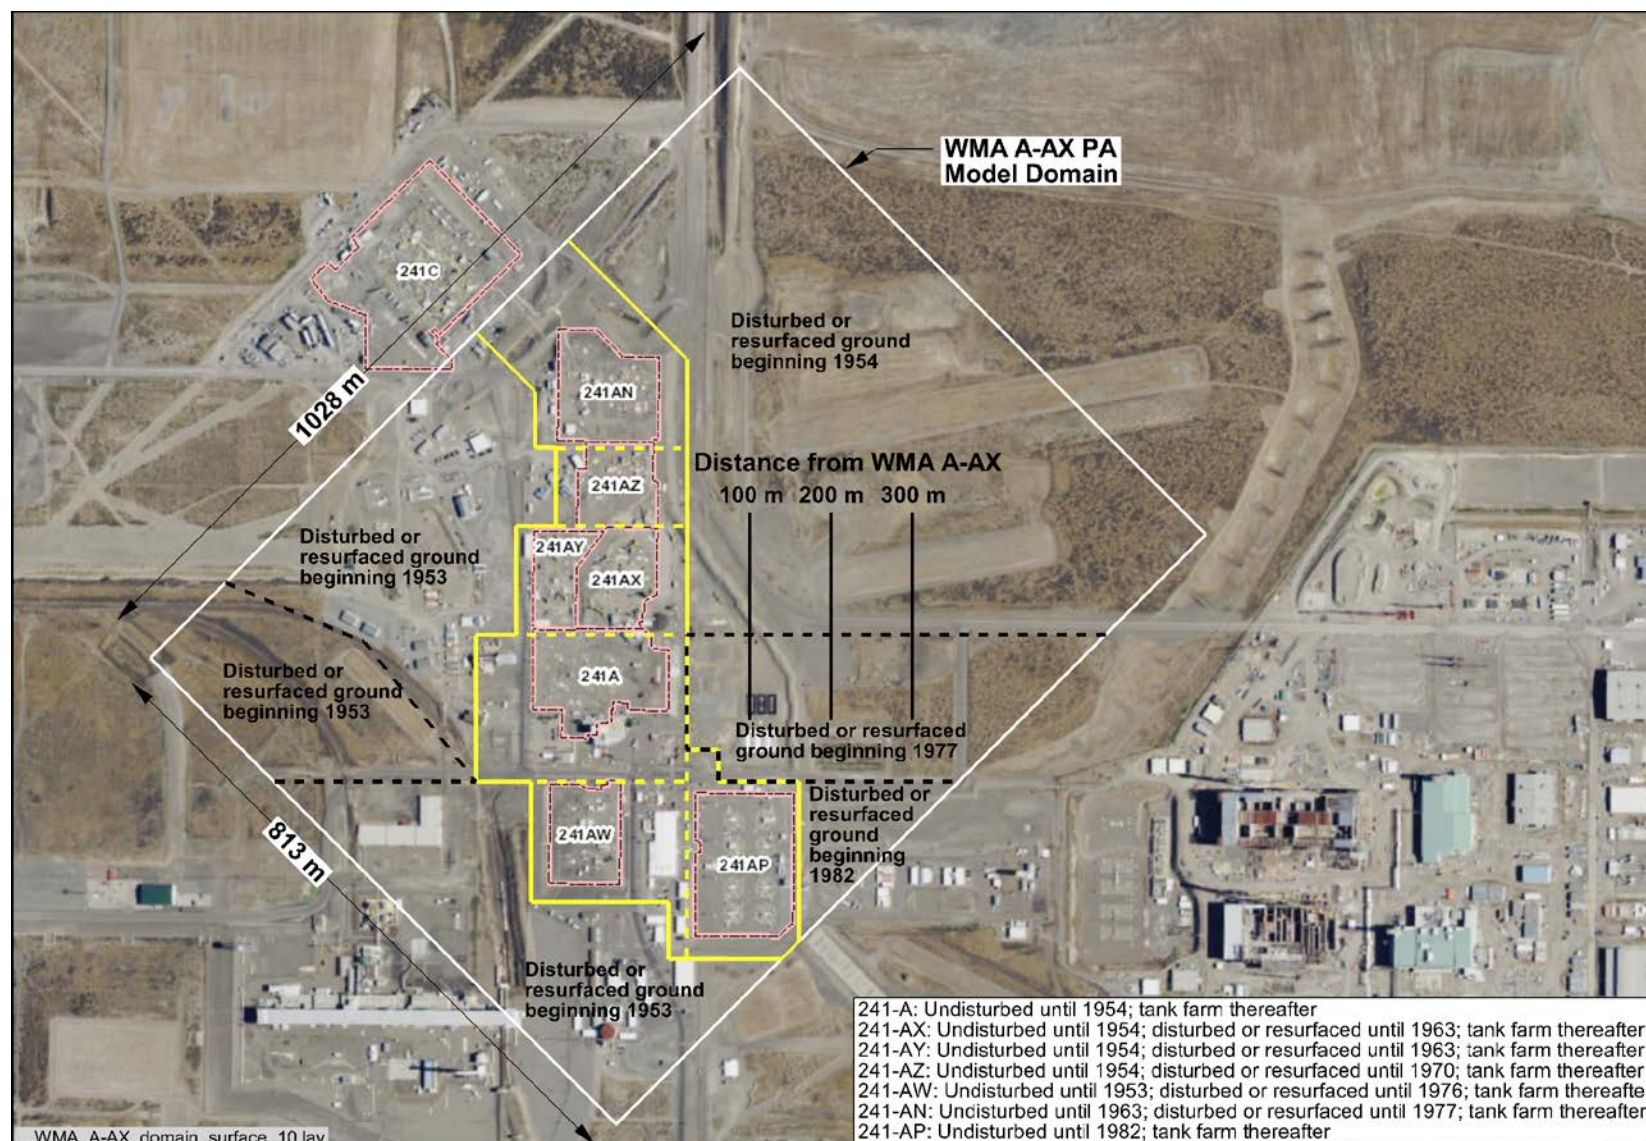 WMA A-AX PA
Model Domain
241C
Disturbed or
resurfaced ground
beginning 1954
1028 m
241AN
Distance from WMA A-AX
100 m 200 m 300 m
241AZ
Disturbed or
resurfaced ground
beginning 1953
241AY
241AX
Disturbed or
resurfaced ground
beginning 1953
241A
Disturbed or resurfaced
ground beginning 1977
Disturbed or
resurfaced
ground
beginning
1982
813 m
241AW
241AP
Disturbed or
resurfaced ground
beginning 1953
241-A: Undisturbed until 1954; tank farm thereafter
241-AX: Undisturbed until 1954; disturbed or resurfaced until 1963; tank farm thereafter
241-AY: Undisturbed until 1954; disturbed or resurfaced until 1963; tank farm thereafter
241-AZ: Undisturbed until 1954; disturbed or resurfaced until 1970; tank farm thereafter
241-AW: Undisturbed until 1953; disturbed or resurfaced until 1976; tank farm thereafter
241-AN: Undisturbed until 1963; disturbed or resurfaced until 1977; tank farm thereafter
241-AP: Undisturbed until 1982; tank farm thereafter
WMA_A-AX_domain_surface_10.lay